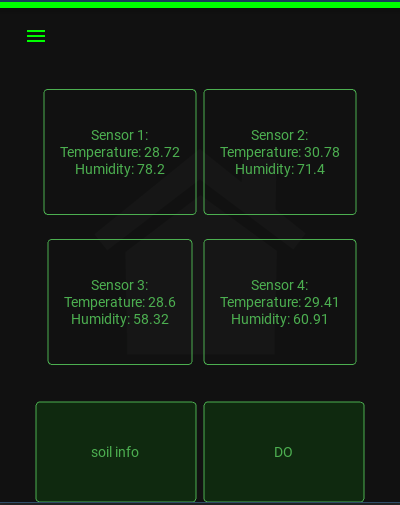 Sensor 1:
Temperature: 28.72
Humidity: 78.2
Sensor 2:
Temperature: 30.78
Humidity: 71.4
Sensor 3:
Temperature: 28.6
Humidity: 58.32
Sensor 4:
Temperature: 29.41
Humidity: 60.91
soil info
DO